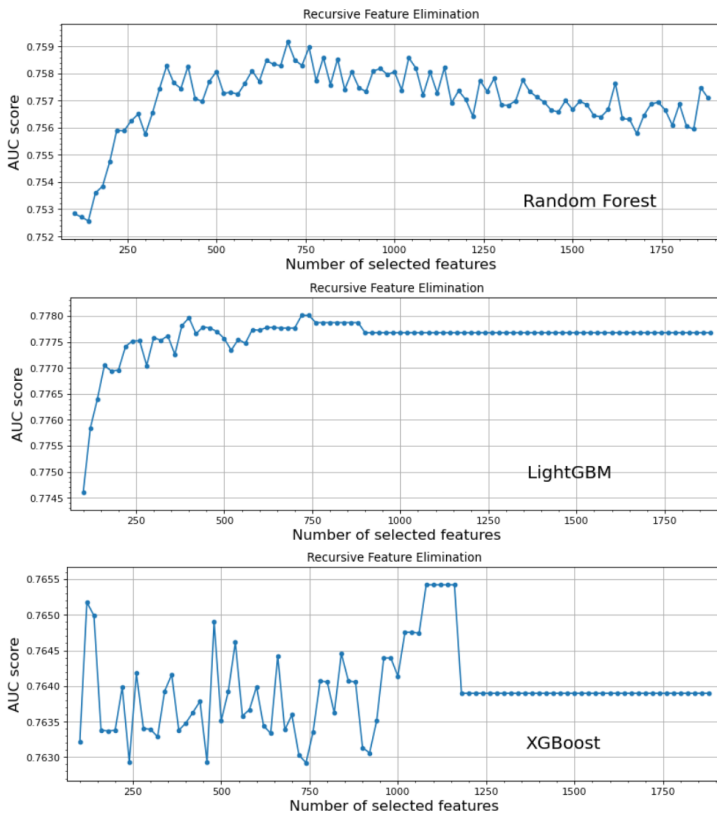 Recursive Feature Elimination
0.759
0.758
0.757
0.756
0.755
0.754
0.753
0.752
AUC score
Random Forest
250 500 750 1000 1250 1500 1750
Number of selected features
Recursive Feature Elimination
0.7780
0.7775
0.7770
0.7765
0.7760
0.7755
0.7750
0.7745
AUC score
LightGBM
250 500 750 1000 1250 1500 1750
Number of selected features
Recursive Feature Elimination
0.7655
0.7650
0.7645
0.7640
0.7635
0.7630
AUC score
XGBoost
250 500 750 1000 1250 1500 1750
Number of selected features